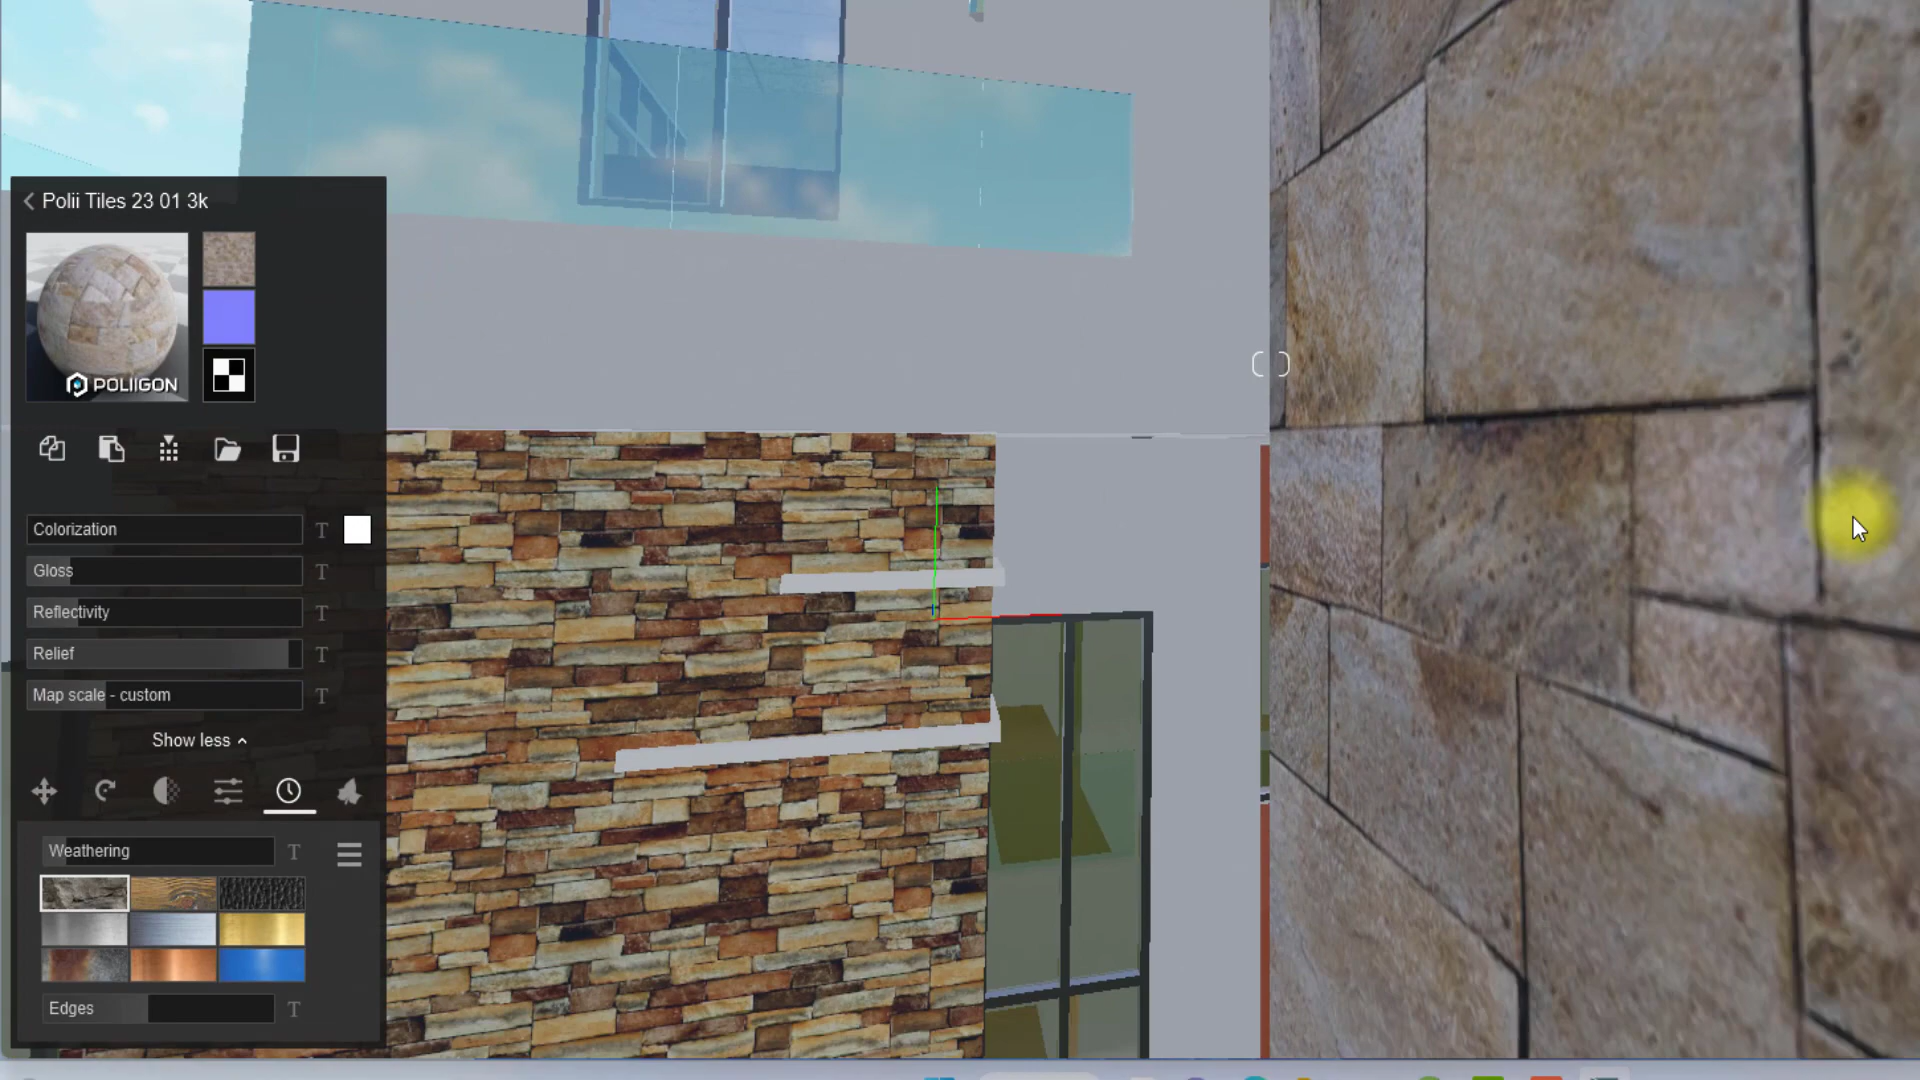 Polii Tiles 23 01 3k
POLIIGON
Colorization
T
Gloss
T
Reflectivity
T
Relief
T
Map scale - custom
T
Show less
Weathering
T
Edges
T